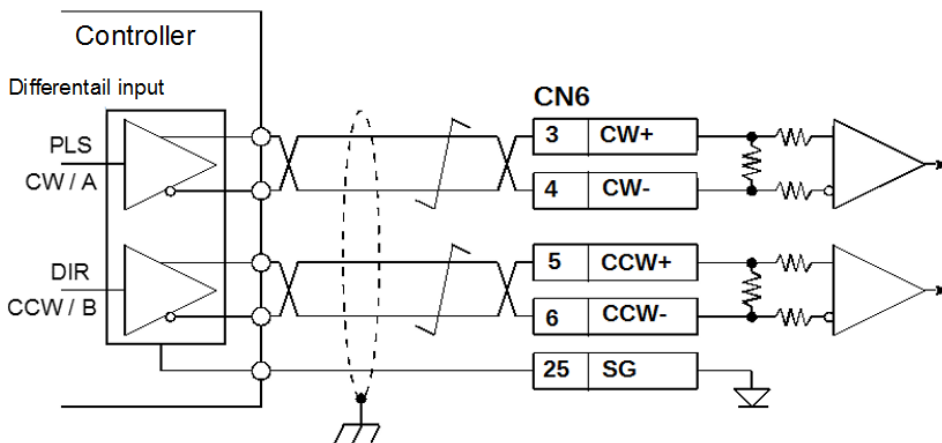 Controller
Differentail input
PLS
CW / A
DIR
CCW / B
CN6
3 CW+
4 CW-
5 CCW+
6 CCW-
25 SG